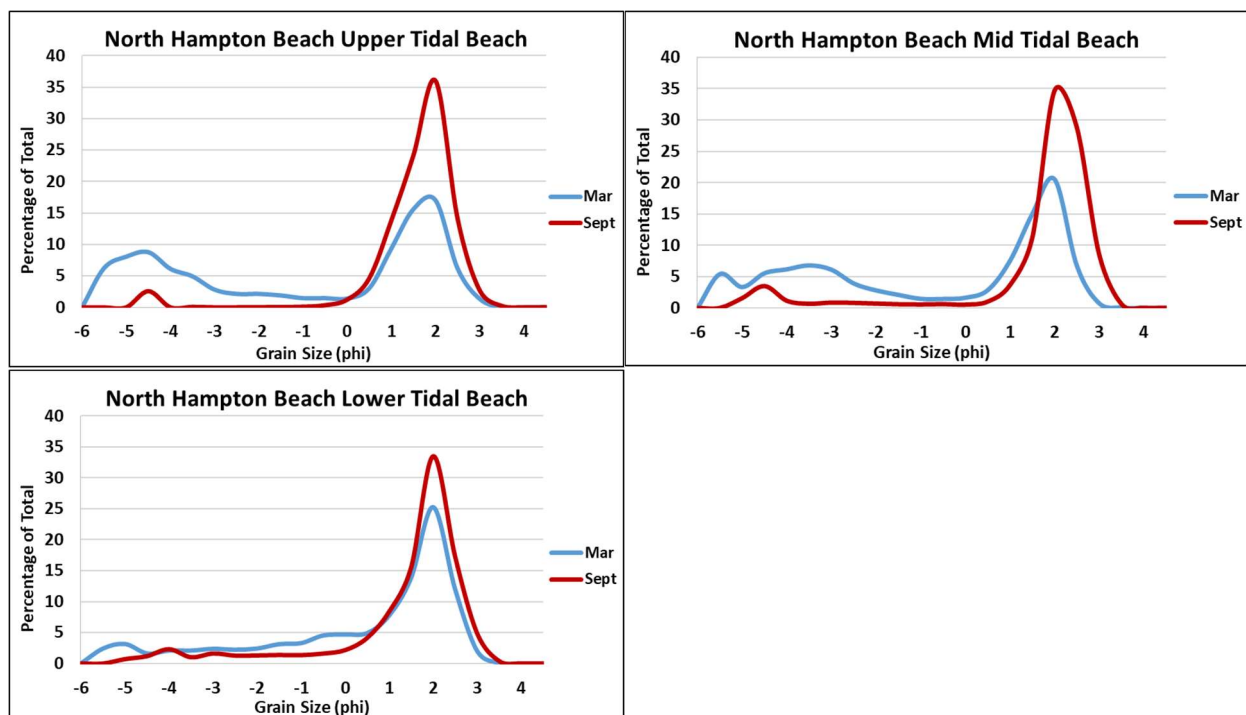 North Hampton Beach Upper Tidal Beach
40
35
30
25
20
15
10
5
0
Percentage of Total
-6 -5 -4 -3 -2 -1 0 1 2 3 4
Grain Size (phi)
Mar
Sept
North Hampton Beach Mid Tidal Beach
40
35
30
25
20
15
10
5
0
Percentage of Total
-6 -5 -4 -3 -2 -1 0 1 2 3 4
Grain Size (phi)
Mar
Sept
North Hampton Beach Lower Tidal Beach
40
35
30
25
20
15
10
5
0
Percentage of Total
-6 -5 -4 -3 -2 -1 0 1 2 3 4
Grain Size (phi)
Mar
Sept